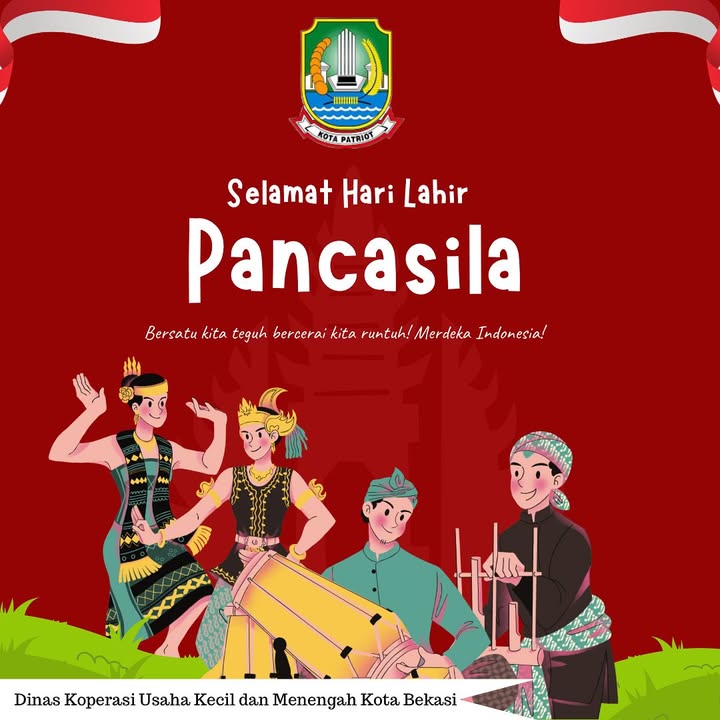 KOTA PATRIOT
Selamat Hari Lahir
Pancasila
Bersatu kita teguh bercerai kita runtuh! Merdeka Indonesia!
Dinas Koperasi Usaha Kecil dan Menengah Kota Bekasi